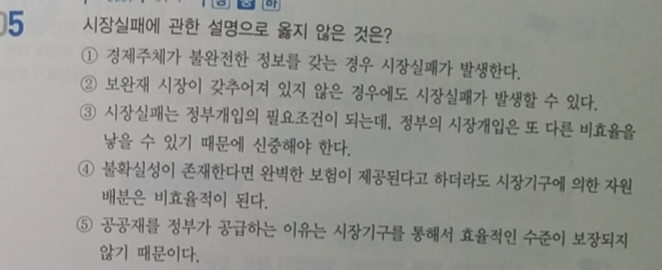 상 중 하
05
시장실패에 관한 설명으로 옳지 않은 것은?
① 경제주체가 불완전한 정보를 갖는 경우 시장실패가 발생한다.
② 보완재 시장이 갖추어져 있지 않은 경우에도 시장실패가 발생할 수 있다.
③ 시장실패는 정부개입의 필요조건이 되는데, 정부의 시장개입은 또 다른 비효율을
낳을 수 있기 때문에 신중해야 한다.
④ 불확실성이 존재한다면 완벽한 보험이 제공된다고 하더라도 시장기구에 의한 자원
배분은 비효율적이 된다.
⑤ 공공재를 정부가 공급하는 이유는 시장기구를 통해서 효율적인 수준이 보장되지
않기 때문이다.